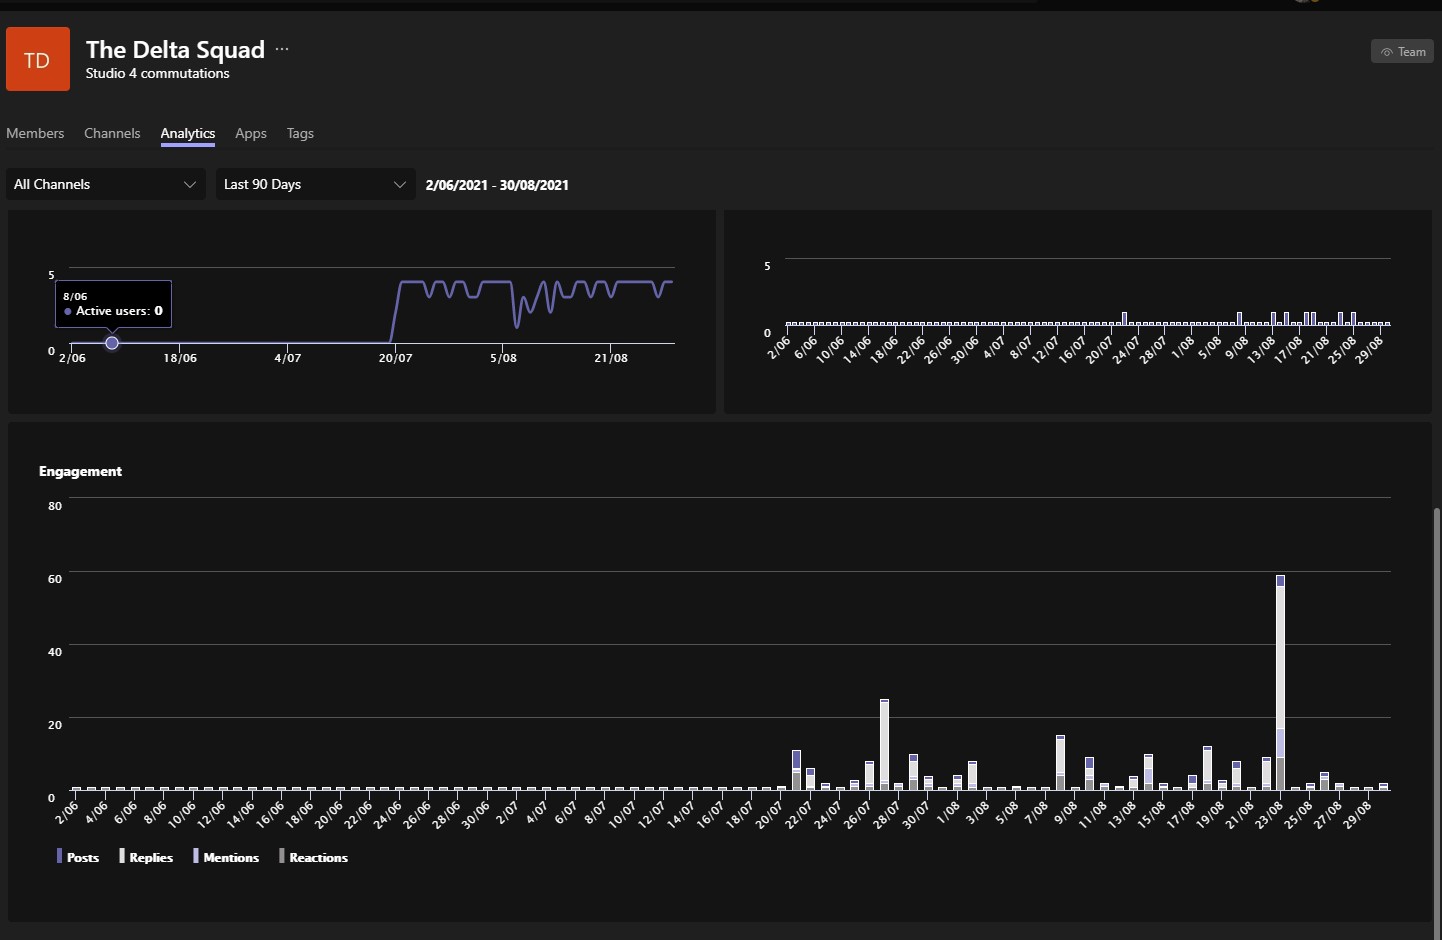 TD
The Delta Squad ...
Studio 4 commutations
Team
Members Channels Analytics Apps Tags
All Channels Last 90 Days 2/06/2021 - 30/08/2021
5
8/06
Active users: 0
0
2/06 18/06 4/07 20/07 5/08 21/08
5
0
2/06 6/06 10/06 14/06 18/06 22/06 26/06 30/06 4/07 8/07 12/07 16/07 20/07 24/07 28/07 1/08 5/08 9/08 13/08 17/08 21/08 25/08 29/08
Engagement
80
60
40
20
0
2/06 4/06 6/06 8/06 10/06 12/06 14/06 16/06 18/06 20/06 22/06 24/06 26/06 28/06 30/06 2/07 4/07 6/07 8/07 10/07 12/07 14/07 16/07 18/07 20/07 22/07 24/07 26/07 28/07 30/07 1/08 3/08 5/08 7/08 9/08 11/08 13/08 15/08 17/08 19/08 21/08 23/08 25/08 27/08 29/08
Posts Replies Mentions Reactions